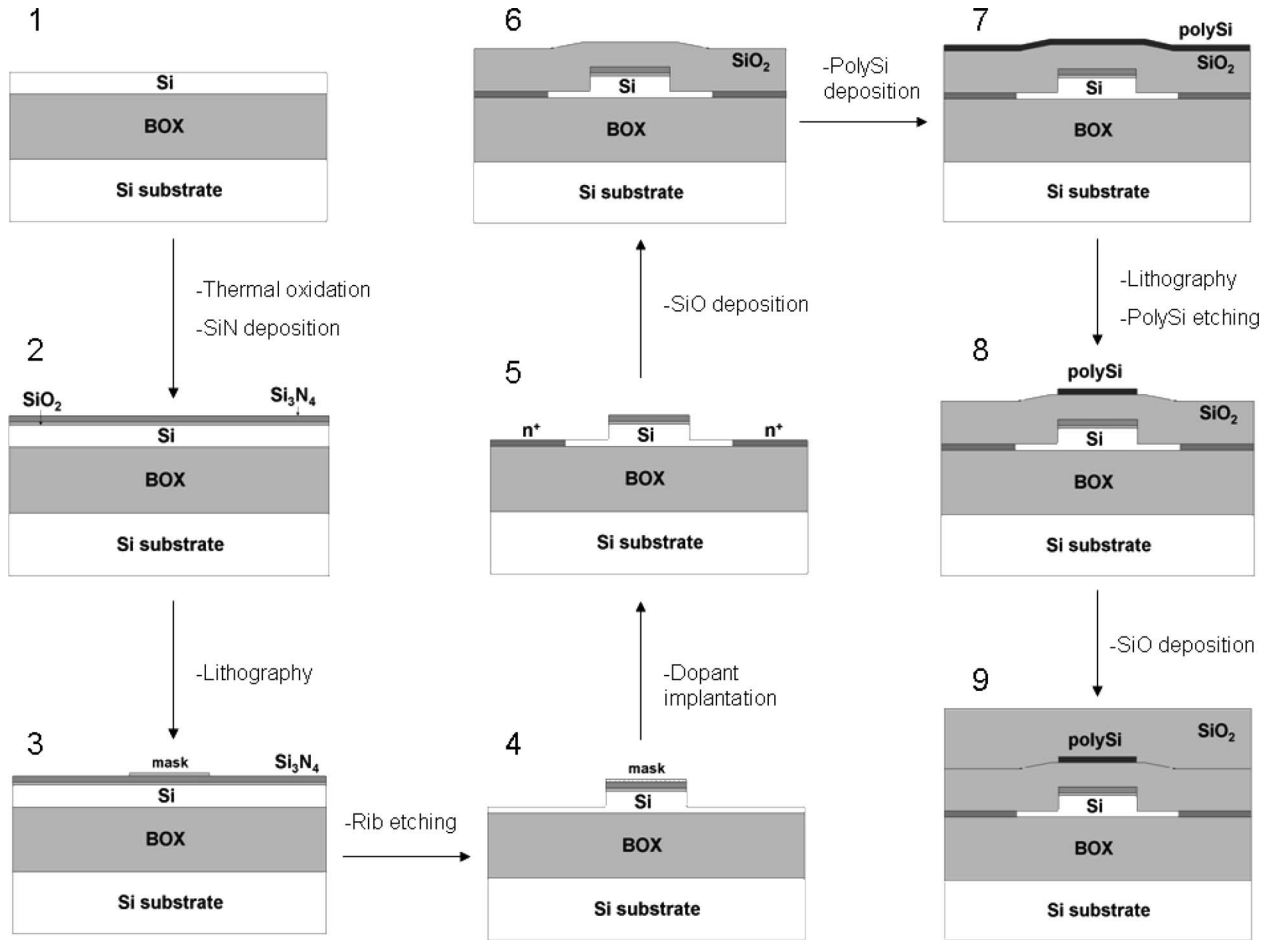 1
Si
BOX
Si substrate
-Thermal oxidation
-SiN deposition
2
SiO₂
Si₃N₄
Si
BOX
Si substrate
-Lithography
3
mask
Si₃N₄
Si
BOX
Si substrate
-Rib etching
4
mask
Si
BOX
Si substrate
-Dopant
implantation
5
n⁺
n⁺
Si
BOX
Si substrate
-SiO deposition
6
SiO₂
Si
BOX
Si substrate
-PolySi
deposition
7
polySi
SiO₂
Si
BOX
Si substrate
-Lithography
-PolySi etching
8
polySi
SiO₂
Si
BOX
Si substrate
-SiO deposition
9
SiO₂
polySi
Si
BOX
Si substrate